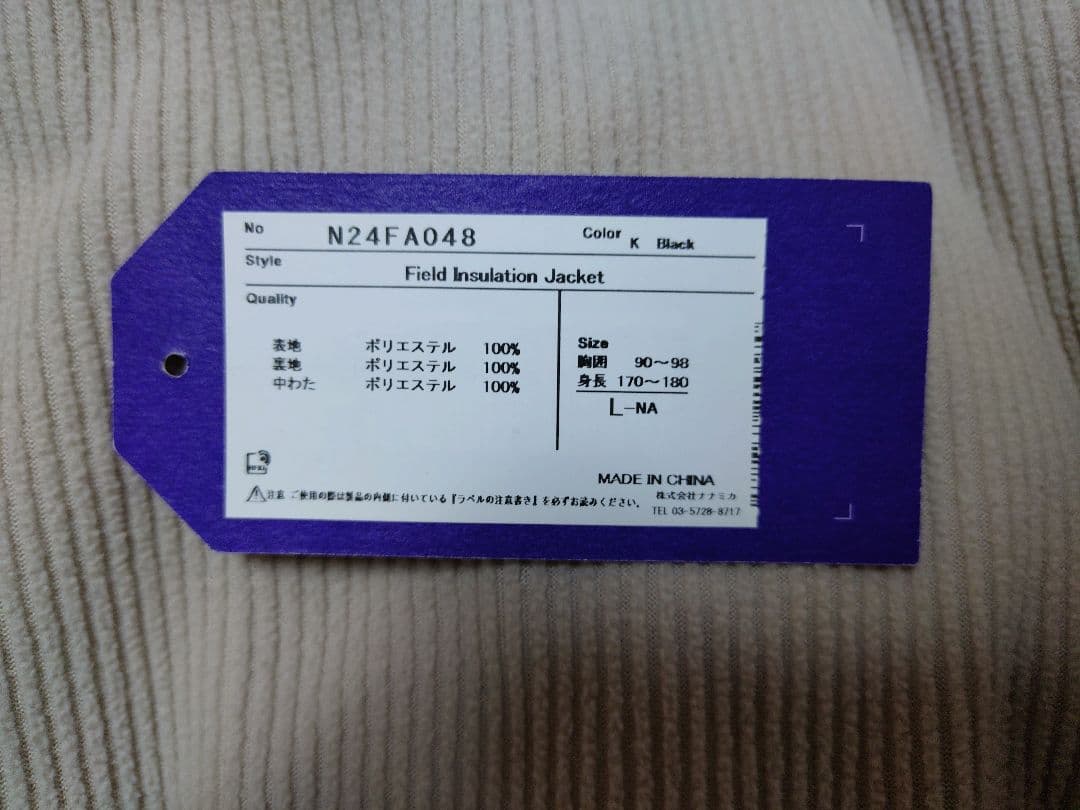 No N24FA048 Color K Black
Style Field Insulation Jacket
Quality
表地 ポリエステル 100%
裏地 ポリエステル 100%
中わた ポリエステル 100%
Size
胸囲 90～98
身長 170～180
L-NA
MADE IN CHINA
⚠注意 ご使用の際は製品の内側に付いている『ラベルの注意書き』を必ずお読みください。
株式会社ナナミカ
TEL 03-5728-8717